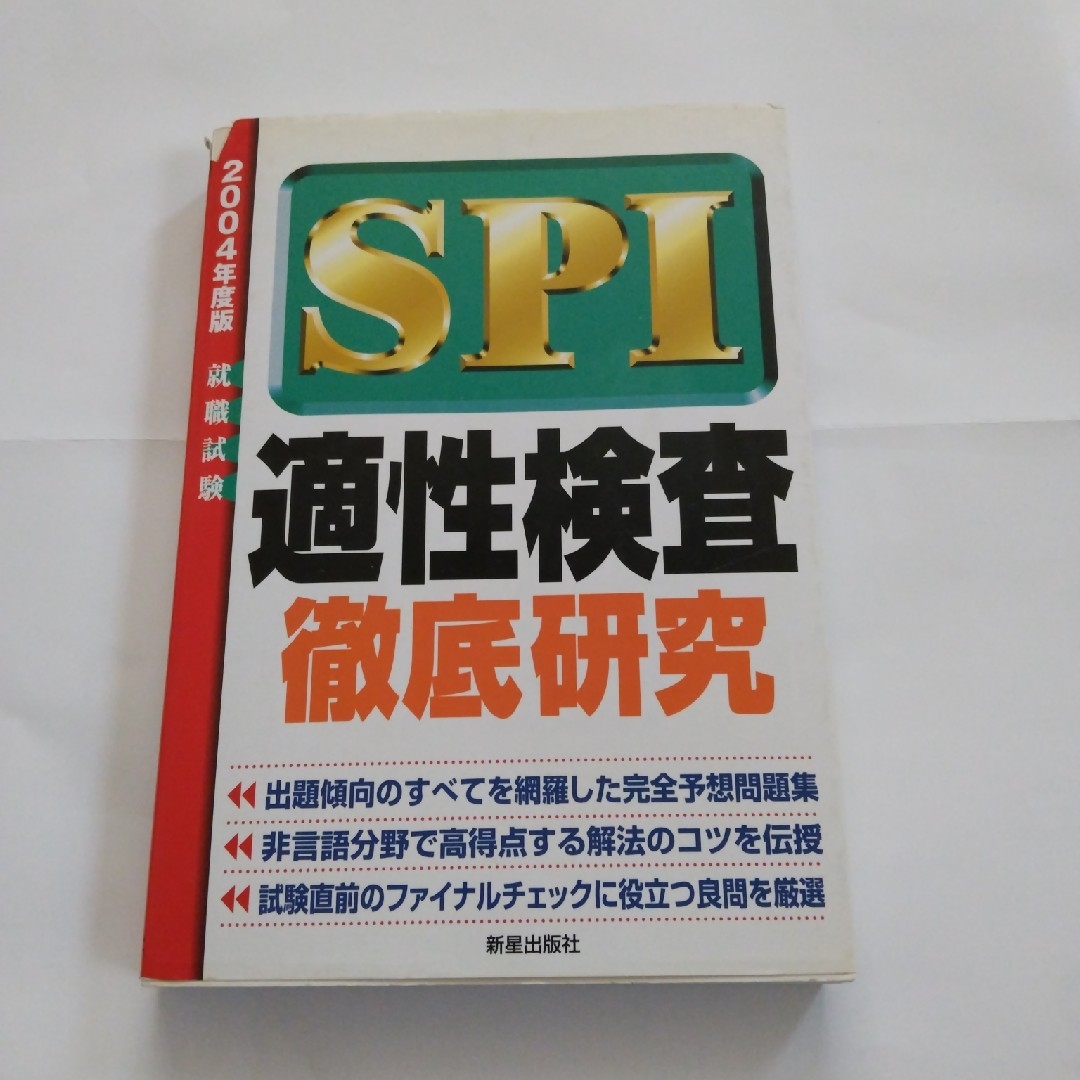 2004年度版 就職試験
SPI
適性検査
徹底研究
出題傾向のすべてを網羅した完全予想問題集
非言語分野で高得点する解法のコツを伝授
試験直前のファイナルチェックに役立つ良問を厳選
新星出版社